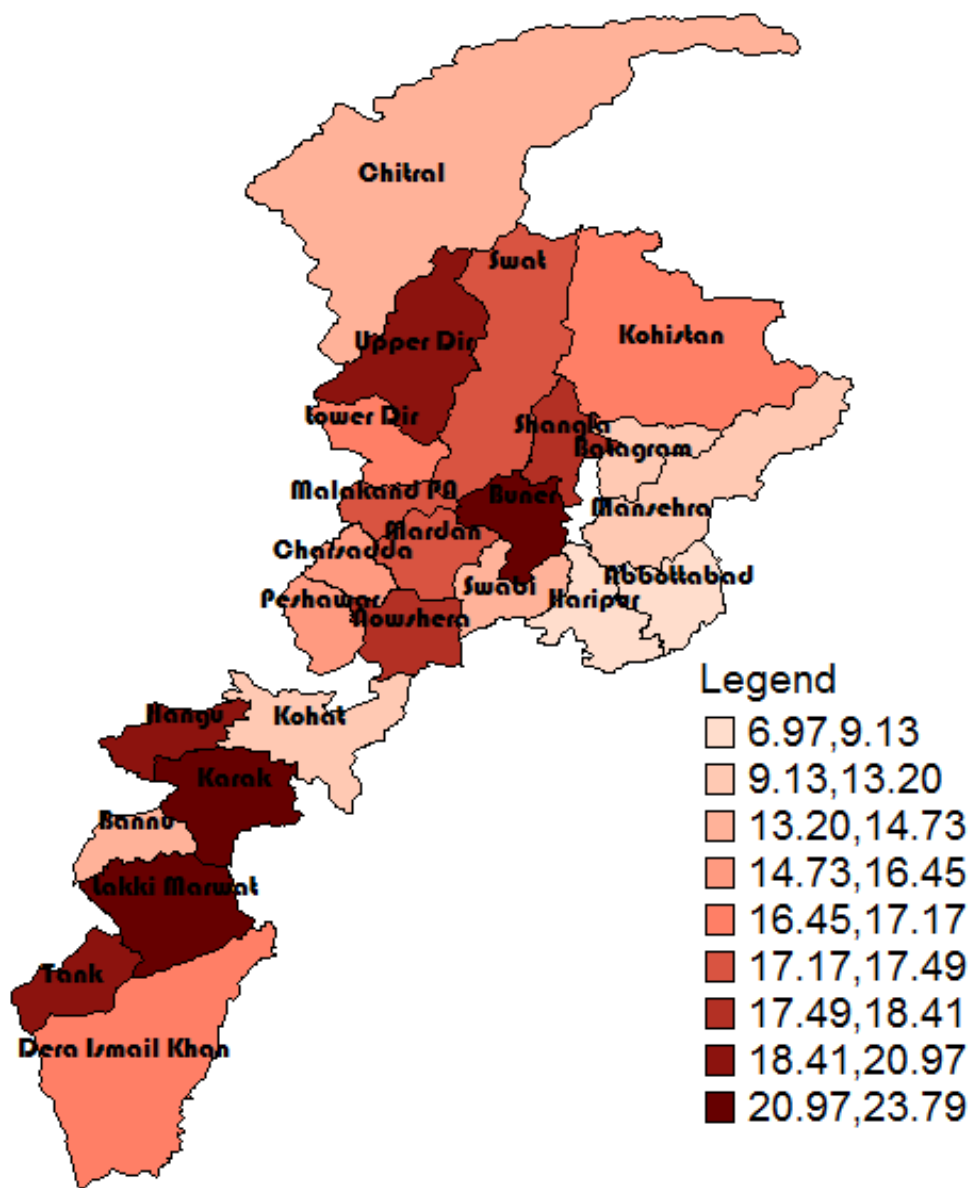 Chitral
Swat
Kohistan
Upper Dir
Lower Dir
Shangla
Batagram
Malakand PA
Buner
Mansehra
Mardan
Charsadda
Abbottabad
Swabi
Haripur
Peshawar
Nowshera
Legend
6.97,9.13
9.13,13.20
13.20,14.73
14.73,16.45
16.45,17.17
17.17,17.49
17.49,18.41
18.41,20.97
20.97,23.79
Hangu
Kohat
Karak
Bannu
Lakki Marwat
Tank
Dera Ismail Khan